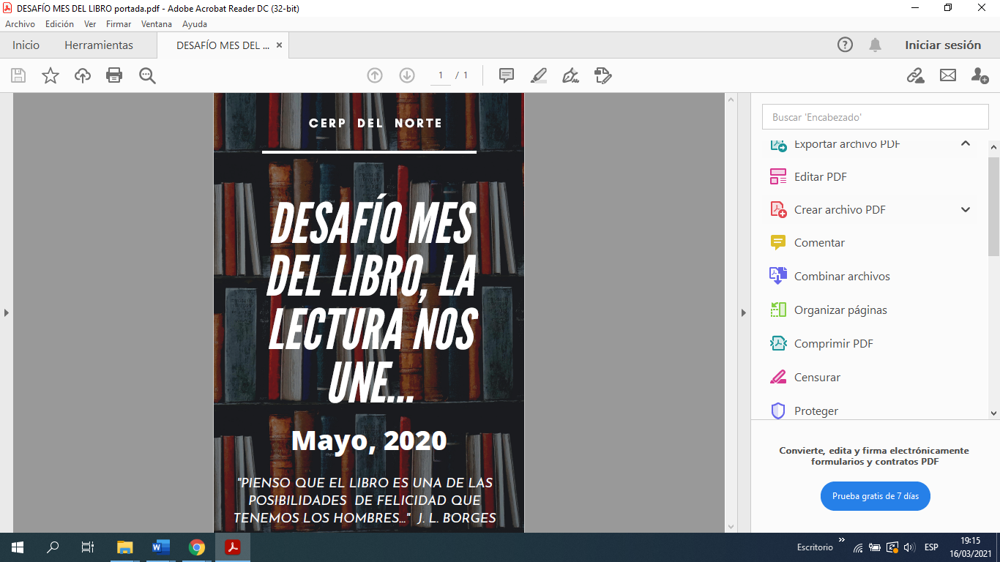 DESAFÍO MES DEL LIBRO portada.pdf - Adobe Acrobat Reader DC (32-bit)
Archivo Edición Ver Firmar Ventana Ayuda
Inicio Herramientas DESAFÍO MES DEL ... × Iniciar sesión
1 / 1
CERP DEL NORTE
DESAFÍO MES
DEL LIBRO, LA
LECTURA NOS
UNE...
Mayo, 2020
"PIENSO QUE EL LIBRO ES UNA DE LAS
POSIBILIDADES DE FELICIDAD QUE
TENEMOS LOS HOMBRES..." J. L. BORGES
Buscar 'Encabezado'
Exportar archivo PDF
Editar PDF
Crear archivo PDF
Comentar
Combinar archivos
Organizar páginas
Comprimir PDF
Censurar
Proteger
Convierte, edita y firma electrónicamente
formularios y contratos PDF
Prueba gratis de 7 días
Escritorio » ESP 19:15
16/03/2021